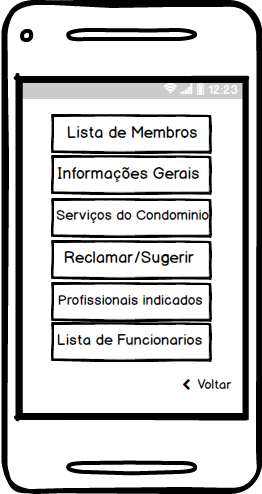 12:23
Lista de Membros
Informações Gerais
Serviços do Condominio
Reclamar/Sugerir
Profissionais indicados
Lista de Funcionarios
Voltar